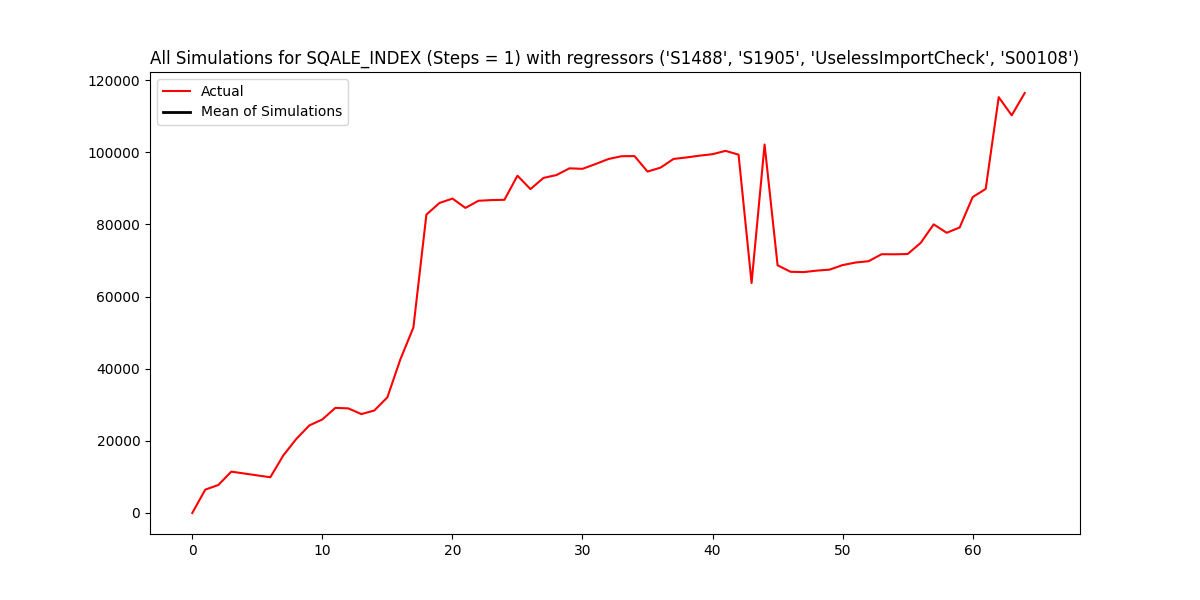 All Simulations for SQALE_INDEX (Steps = 1) with regressors ('S1488', 'S1905', 'UselessImportCheck', 'S00108')
Actual
Mean of Simulations
120000
100000
80000
60000
40000
20000
0
0 10 20 30 40 50 60